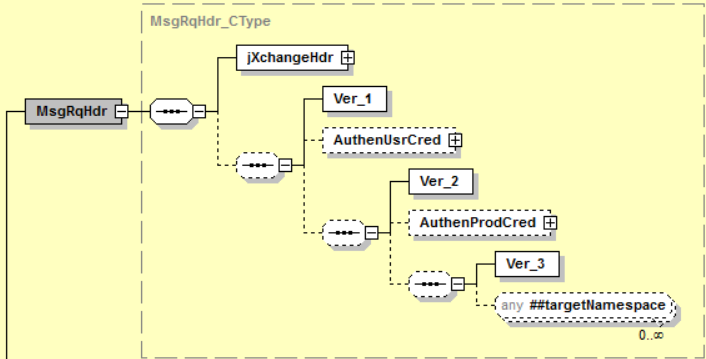 MsgRqHdr_CType
jXchangeHdr
MsgRqHdr
Ver_1
AuthenUsrCred
Ver_2
AuthenProdCred
Ver_3
any ##targetNamespace
0..∞